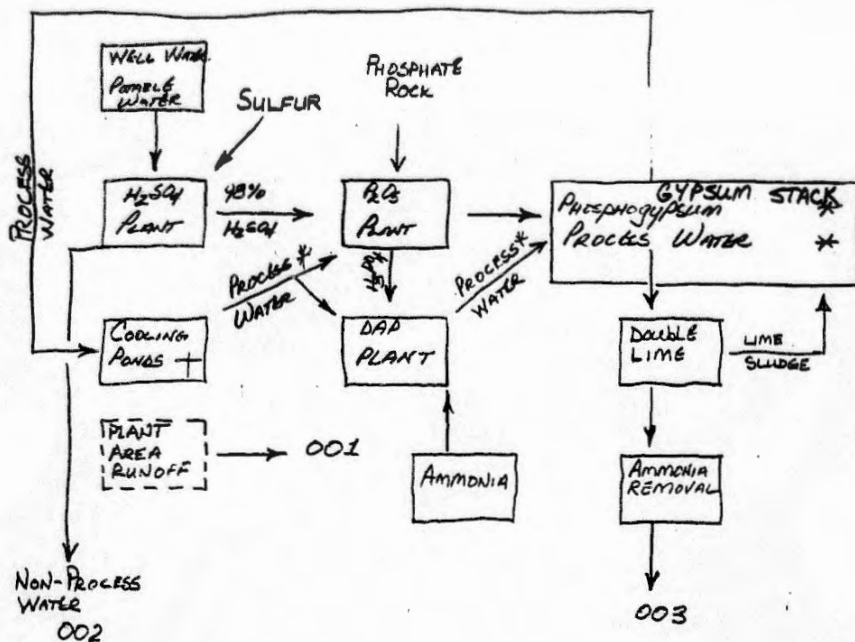 WELL WATER
POTABLE
WATER
SULFUR
PHOSPHATE
ROCK
PROCESS
WATER
H2SO4
PLANT
93%
H2SO4
P2O5
PLANT
GYPSUM STACK
PHOSPHOGYPSUM *
PROCESS WATER *
H3PO4
PROCESS*
WATER
PROCESS*
WATER
COOLING
PONDS +
DAP
PLANT
DOUBLE
LIME
LIME
SLUDGE
PLANT
AREA
RUNOFF
001
AMMONIA
AMMONIA
REMOVAL
NON-PROCESS
WATER
002
003